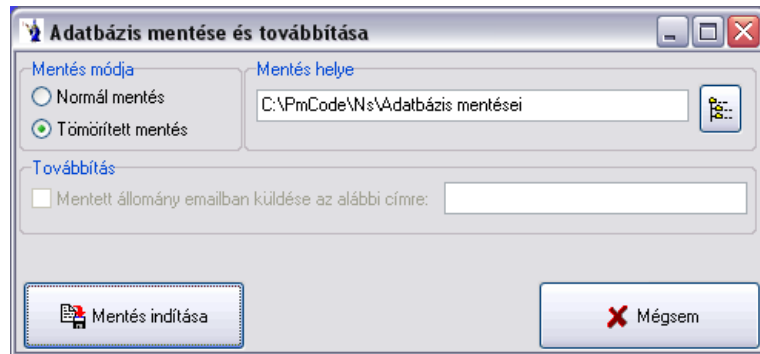 Adatbázis mentése és továbbítása
Mentés módja
Normál mentés
Tömörített mentés
Mentés helye
C:\PmCode\Ns\Adatbázis mentései
Továbbítás
Mentett állomány emailban küldése az alábbi címre:
Mentés indítása
Mégsem